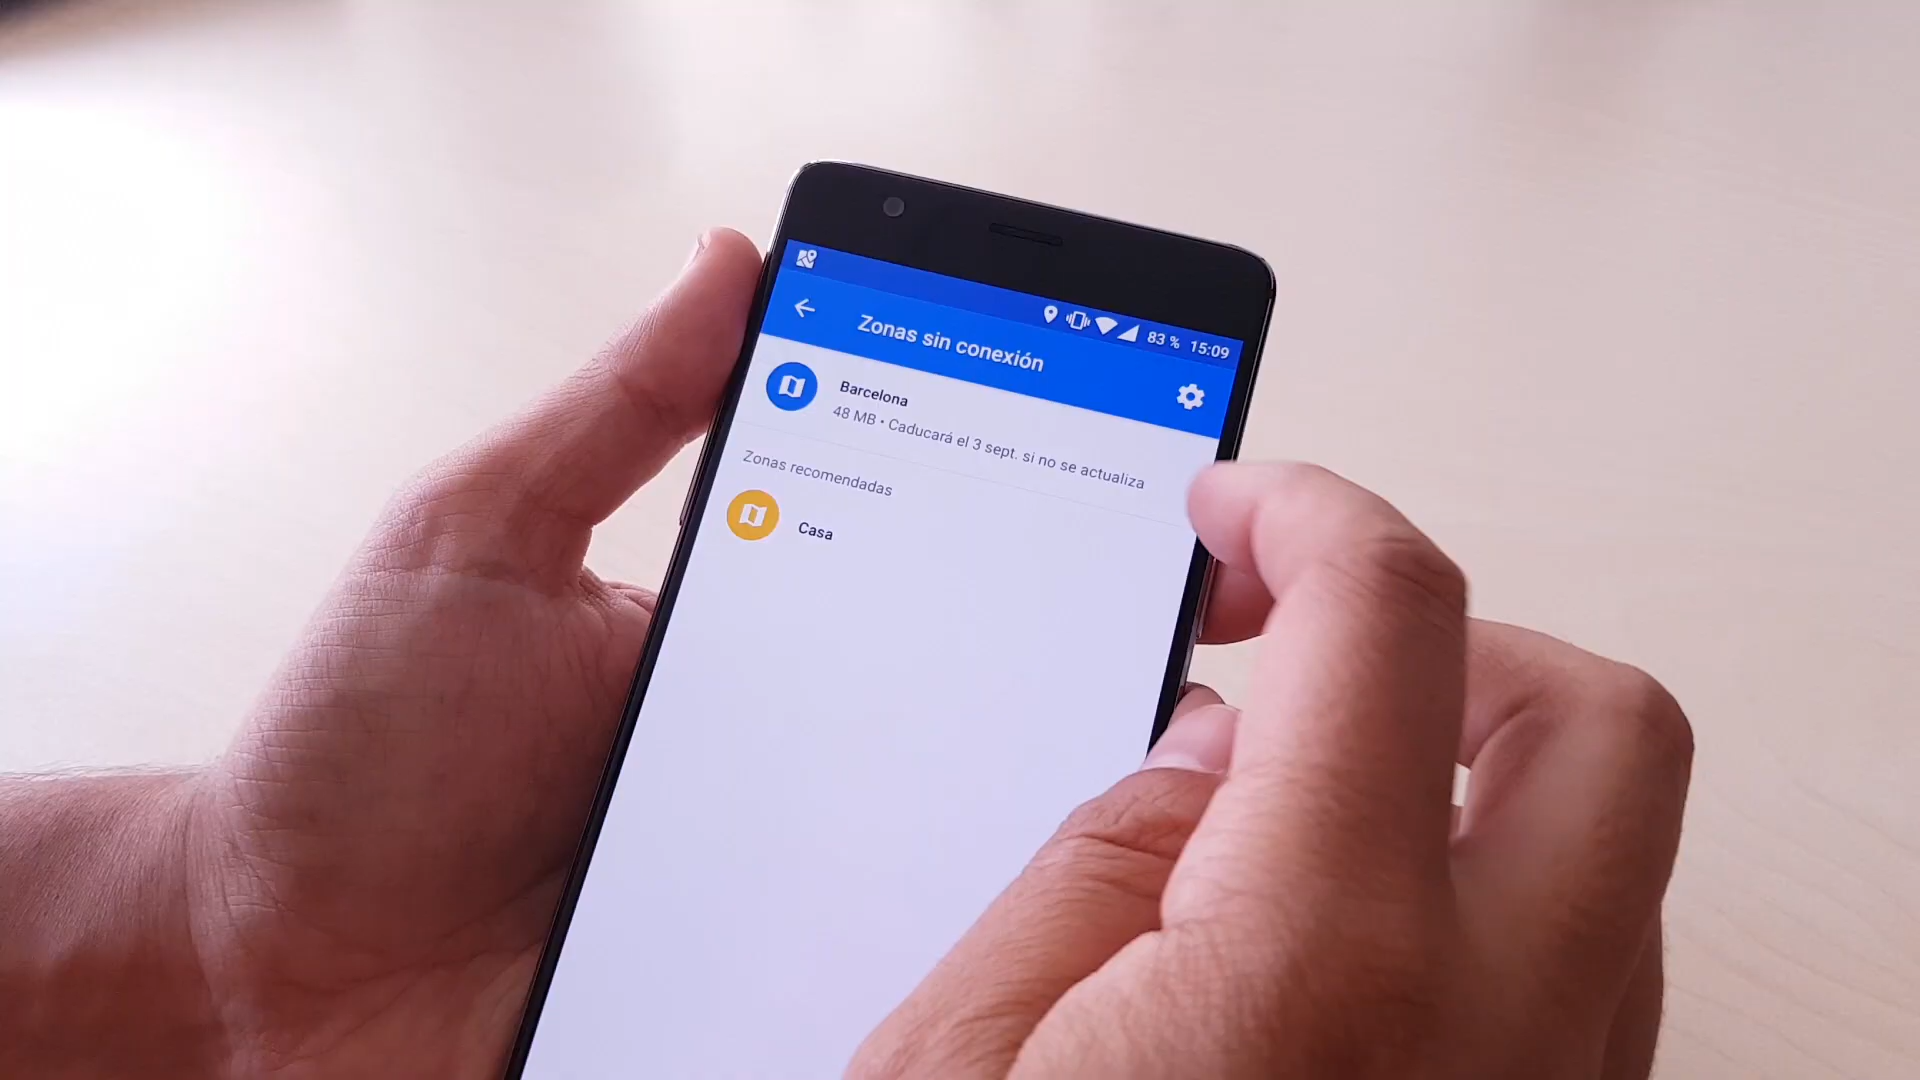 83 % 15:09
Zonas sin conexión
Barcelona
48 MB • Caducará el 3 sept. si no se actualiza
Zonas recomendadas
Casa